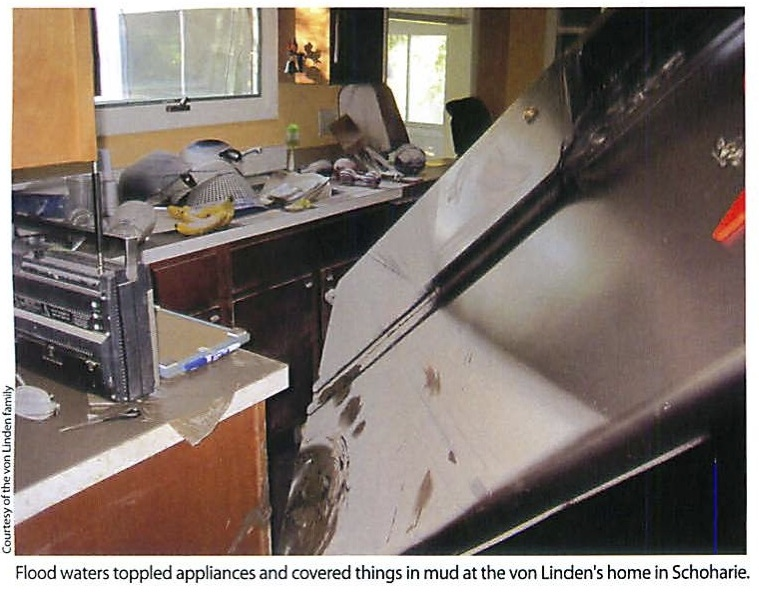 Courtesy of the von Linden family
Flood waters toppled appliances and covered things in mud at the von Linden's home in Schoharie.